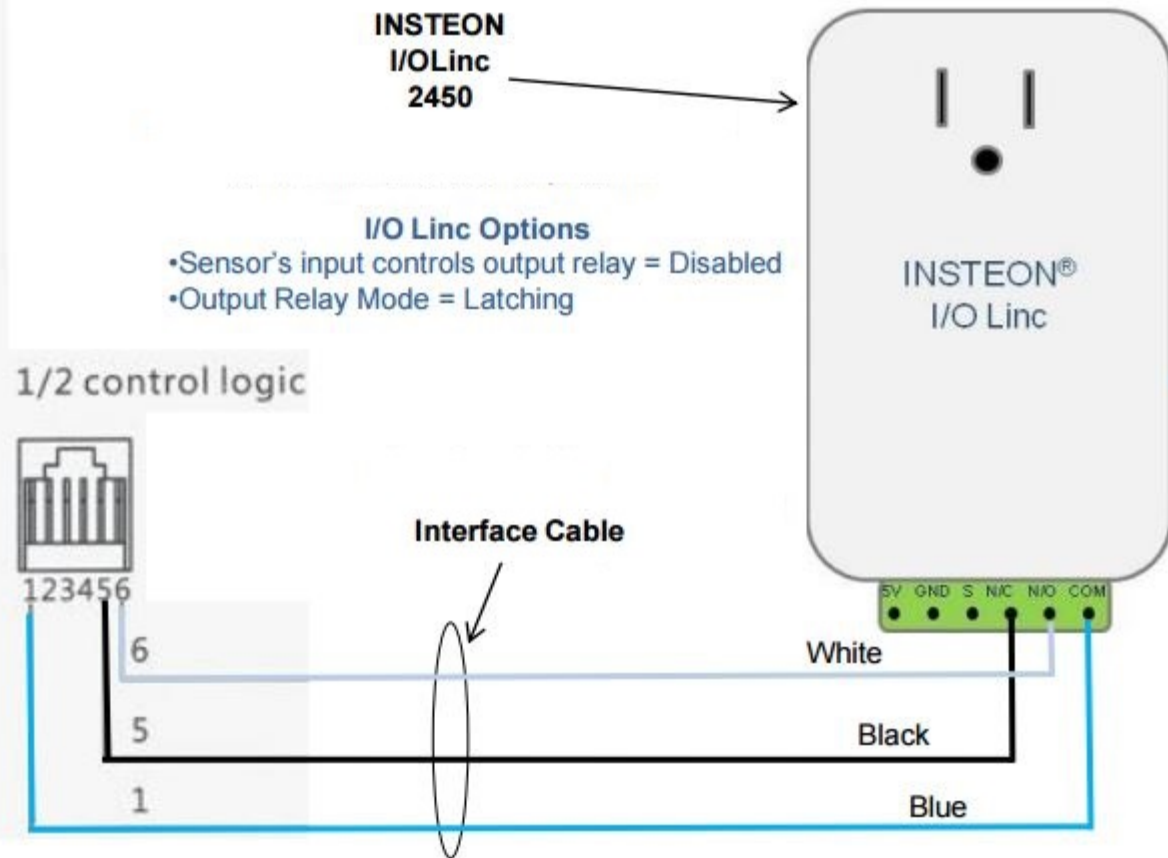 INSTEON
I/OLinc
2450
I/O Linc Options
•Sensor's input controls output relay = Disabled
•Output Relay Mode = Latching
INSTEON®
I/O Linc
1/2 control logic
Interface Cable
123456
5V GND S N/C N/O COM
6
White
5
Black
1
Blue